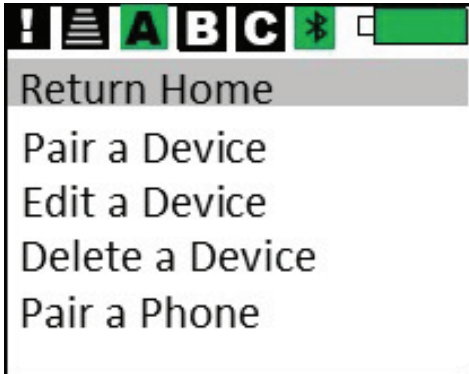 ! A B C
Return Home
Pair a Device
Edit a Device
Delete a Device
Pair a Phone